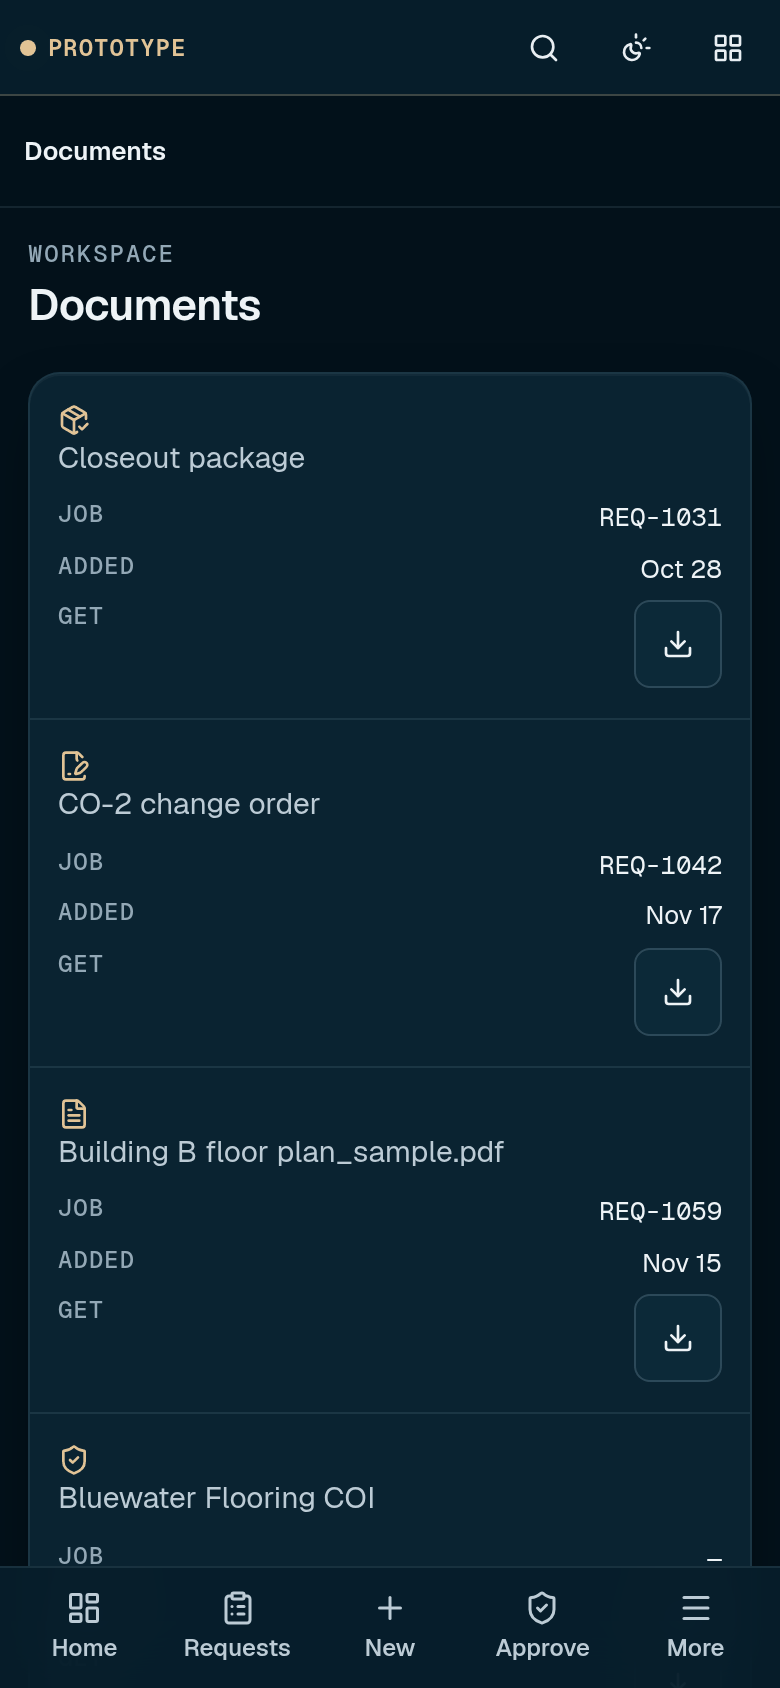 PROTOTYPE
Documents
WORKSPACE
Documents
Closeout package
JOB REQ-1031
ADDED Oct 28
GET
CO-2 change order
JOB REQ-1042
ADDED Nov 17
GET
Building B floor plan_sample.pdf
JOB REQ-1059
ADDED Nov 15
GET
Bluewater Flooring COI
JOB —
Home Requests New Approve More